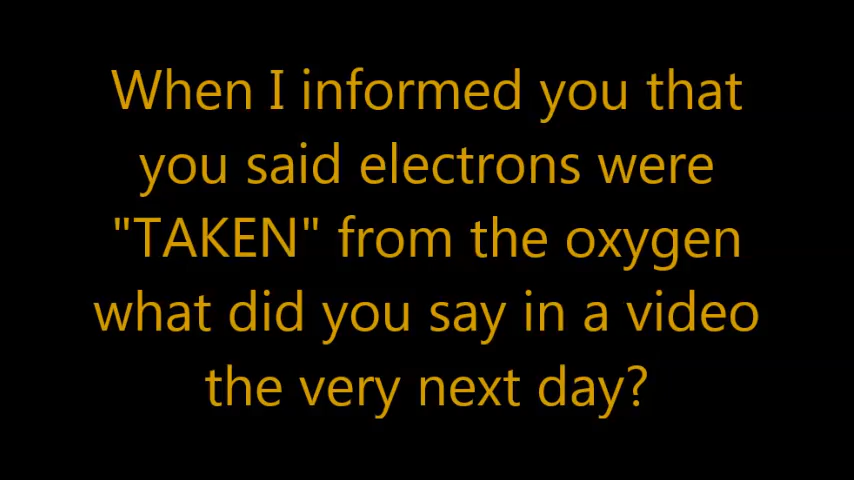 When I informed you that
you said electrons were
"TAKEN" from the oxygen
what did you say in a video
the very next day?